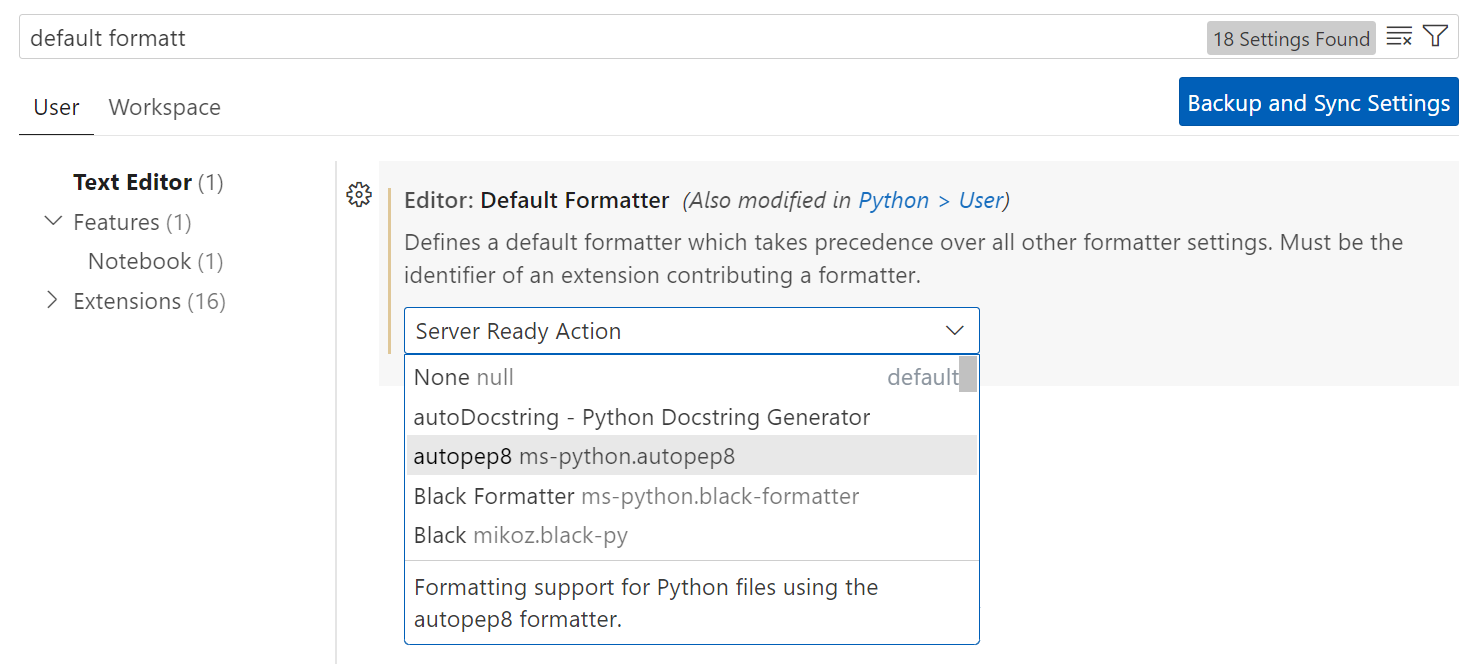 default formatt
18 Settings Found
User Workspace
Backup and Sync Settings
Text Editor (1)
Features (1)
Notebook (1)
Extensions (16)
Editor: Default Formatter (Also modified in Python > User)
Defines a default formatter which takes precedence over all other formatter settings. Must be the
identifier of an extension contributing a formatter.
Server Ready Action
None null default
autoDocstring - Python Docstring Generator
autopep8 ms-python.autopep8
Black Formatter ms-python.black-formatter
Black mikoz.black-py
Formatting support for Python files using the
autopep8 formatter.